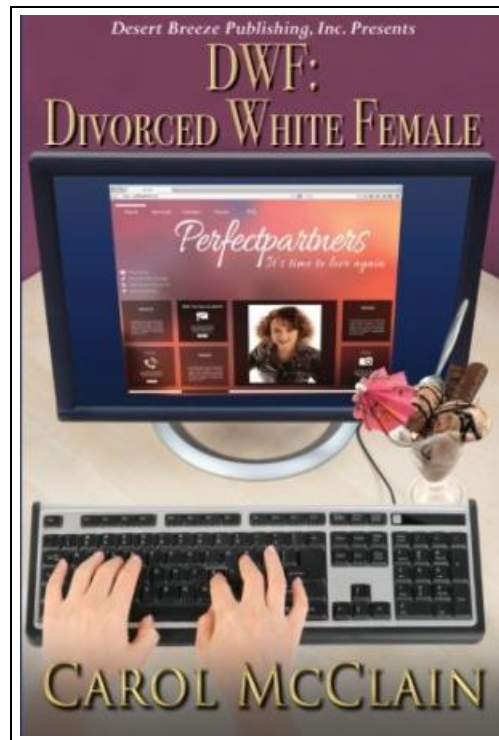 Desert Breeze Publishing, Inc. Presents
DWF:
DIVORCED WHITE FEMALE
Perfectpartners
It's time to love again
CAROL MCCLAIN